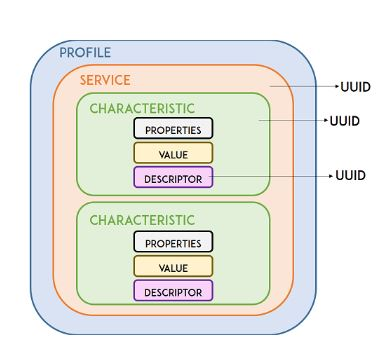 PROFILE
SERVICE
UUID
CHARACTERISTIC
UUID
PROPERTIES
VALUE
DESCRIPTOR
UUID
CHARACTERISTIC
PROPERTIES
VALUE
DESCRIPTOR